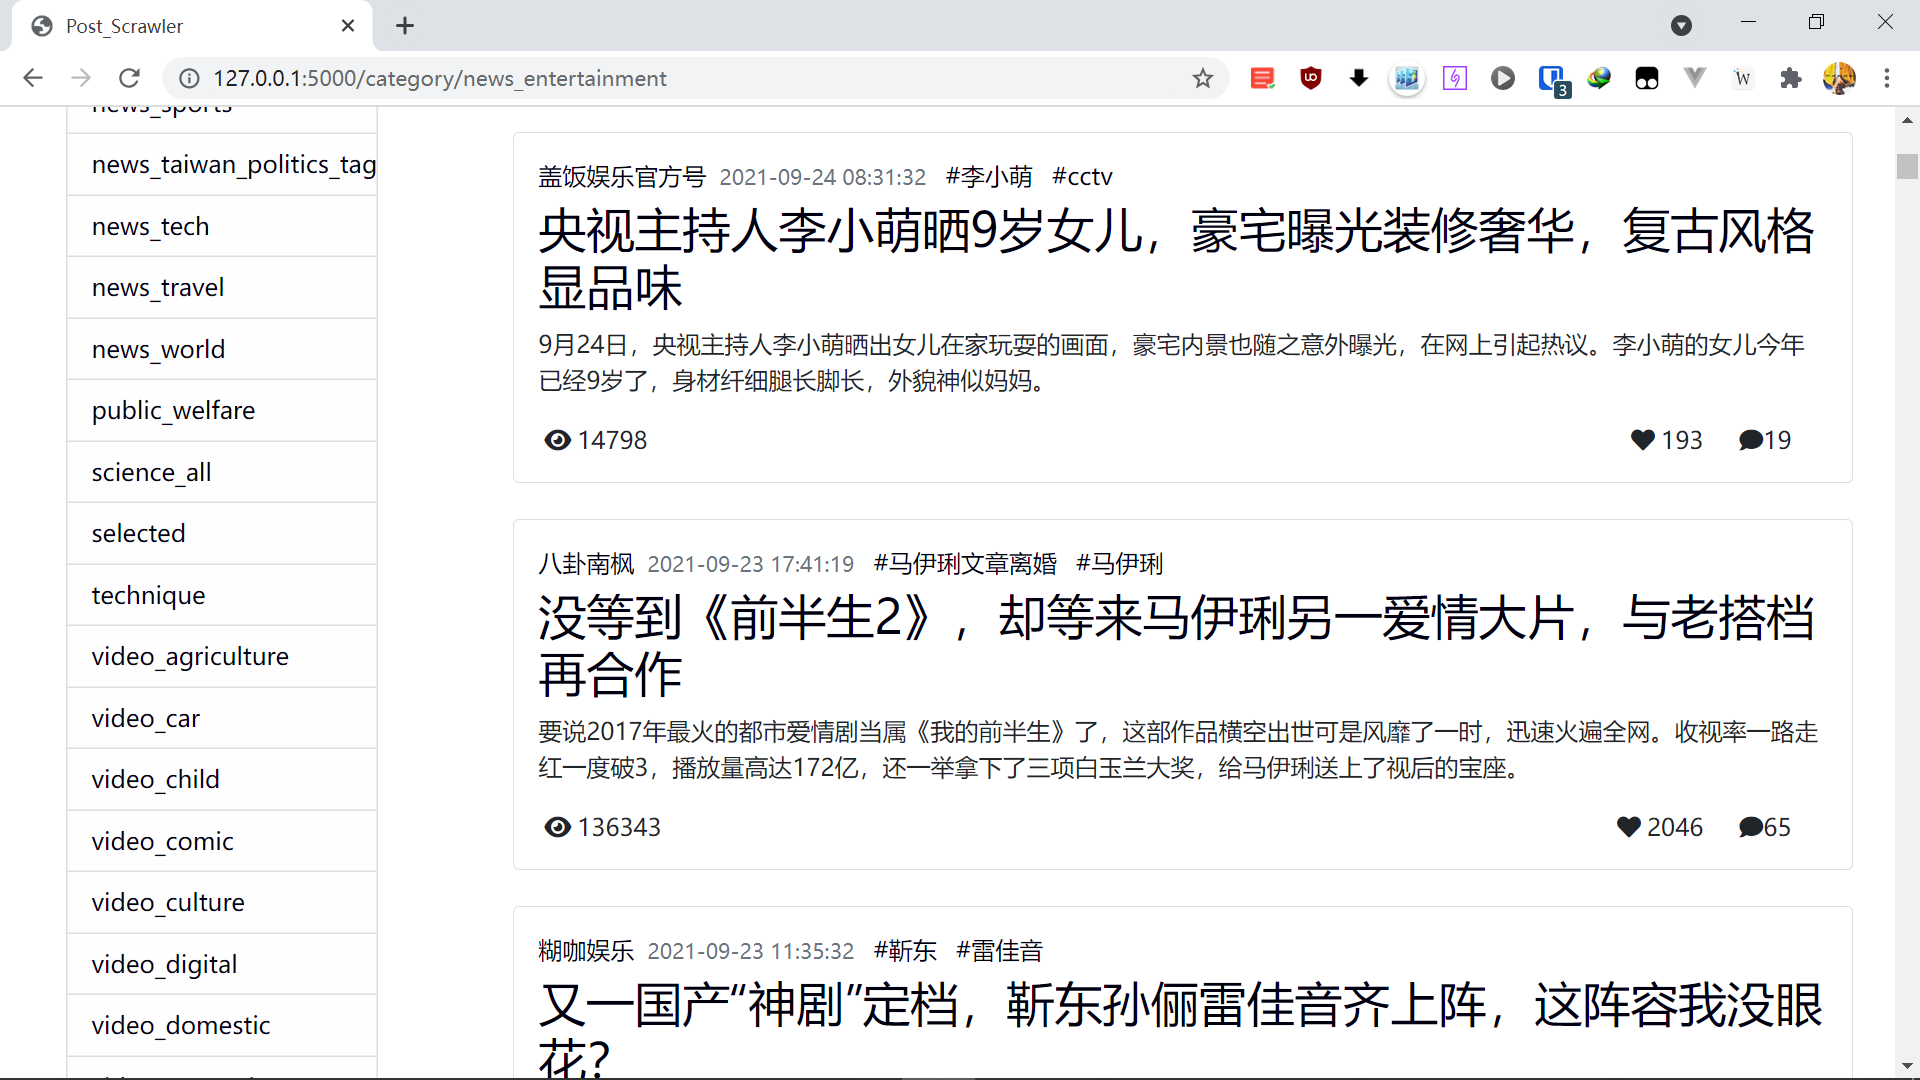 Post_Scrawler
127.0.0.1:5000/category/news_entertainment
3
W
news_sports
news_taiwan_politics_tag
news_tech
news_travel
news_world
public_welfare
science_all
selected
technique
video_agriculture
video_car
video_child
video_comic
video_culture
video_digital
video_domestic
盖饭娱乐官方号 2021-09-24 08:31:32 #李小萌 #cctv
央视主持人李小萌晒9岁女儿，豪宅曝光装修奢华，复古风格
显品味
9月24日，央视主持人李小萌晒出女儿在家玩耍的画面，豪宅内景也随之意外曝光，在网上引起热议。李小萌的女儿今年
已经9岁了，身材纤细腿长脚长，外貌神似妈妈。
14798 193 19
八卦南枫 2021-09-23 17:41:19 #马伊琍文章离婚 #马伊琍
没等到《前半生2》，却等来马伊琍另一爱情大片，与老搭档
再合作
要说2017年最火的都市爱情剧当属《我的前半生》了，这部作品横空出世可是风靡了一时，迅速火遍全网。收视率一路走
红一度破3，播放量高达172亿，还一举拿下了三项白玉兰大奖，给马伊琍送上了视后的宝座。
136343 2046 65
糊咖娱乐 2021-09-23 11:35:32 #靳东 #雷佳音
又一国产“神剧”定档，靳东孙俪雷佳音齐上阵，这阵容我没眼
花？